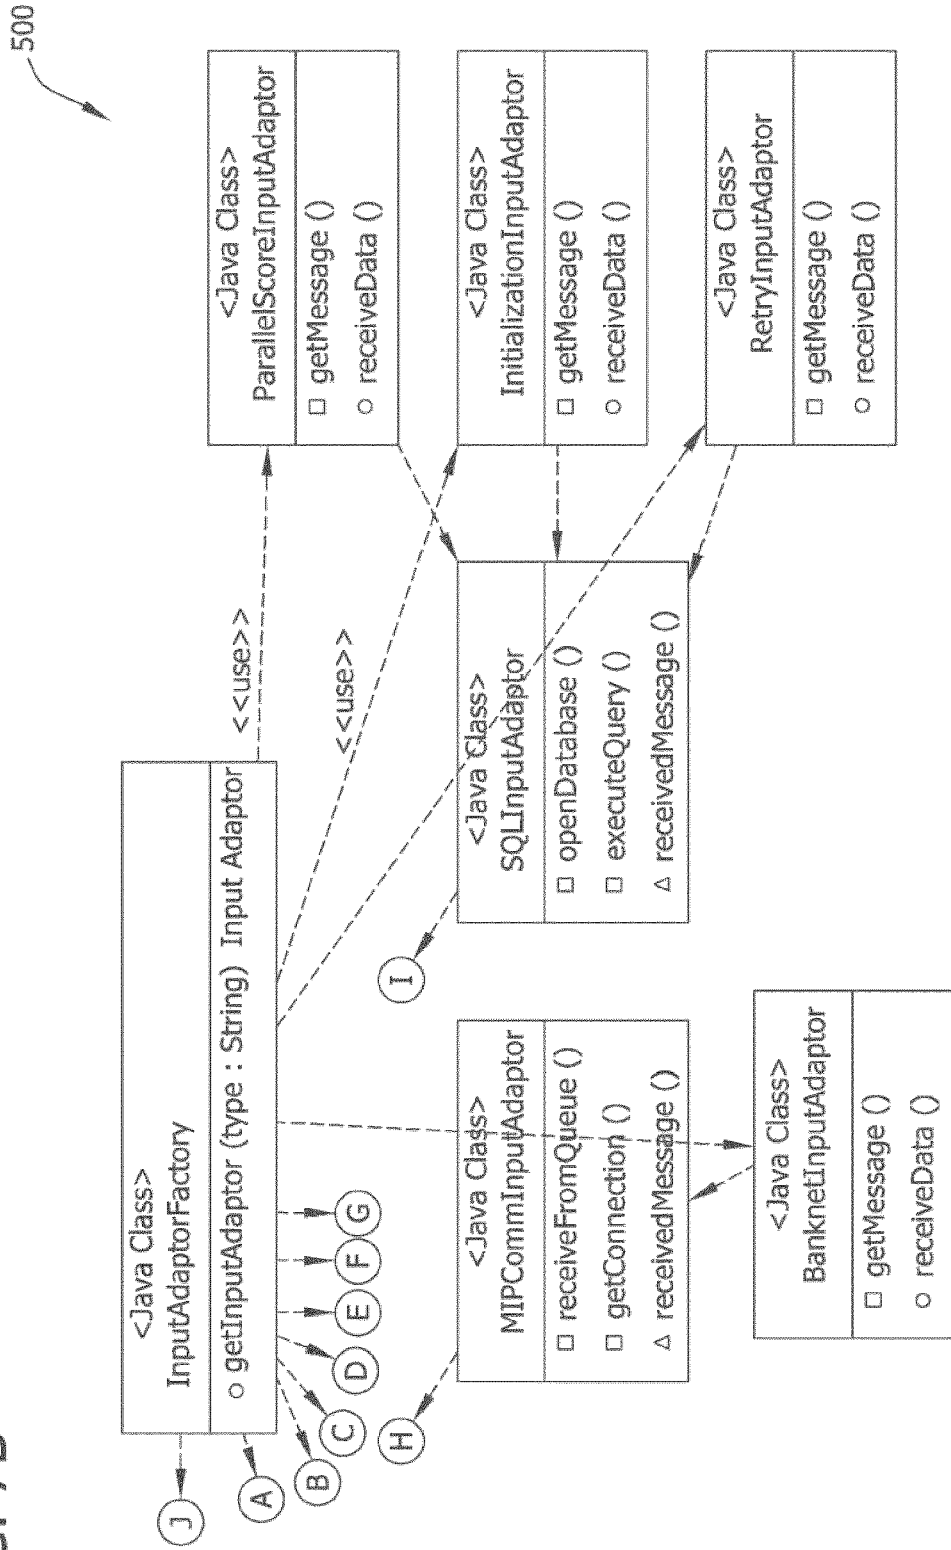 500
<Java Class>
InputAdaptorFactory
○ getInputAdaptor (type : String) Input Adaptor
J
A
B
C
D
E
F
G
<<use>>
<<use>>
<Java Class>
ParallelScoreInputAdaptor
□ getMessage ()
○ receiveData ()
H
I
<Java Class>
MIPCommInputAdaptor
□ receiveFromQueue ()
□ getConnection ()
△ receivedMessage ()
<Java Class>
SQLInputAdaptor
□ openDatabase ()
□ executeQuery ()
△ receivedMessage ()
<Java Class>
InitializationInputAdaptor
□ getMessage ()
○ receiveData ()
<Java Class>
BanknetInputAdaptor
□ getMessage ()
○ receiveData ()
<Java Class>
RetryInputAdaptor
□ getMessage ()
○ receiveData ()